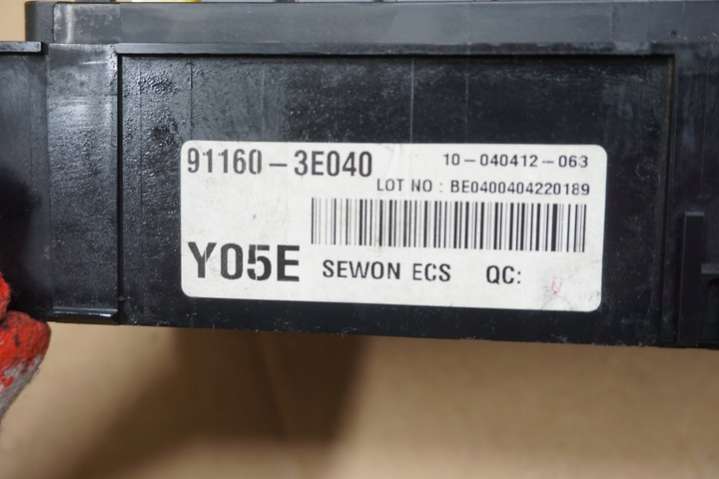 91160-3E040 10-040412-063
LOT NO : BE0400404220189
Y05E SEWON ECS QC: